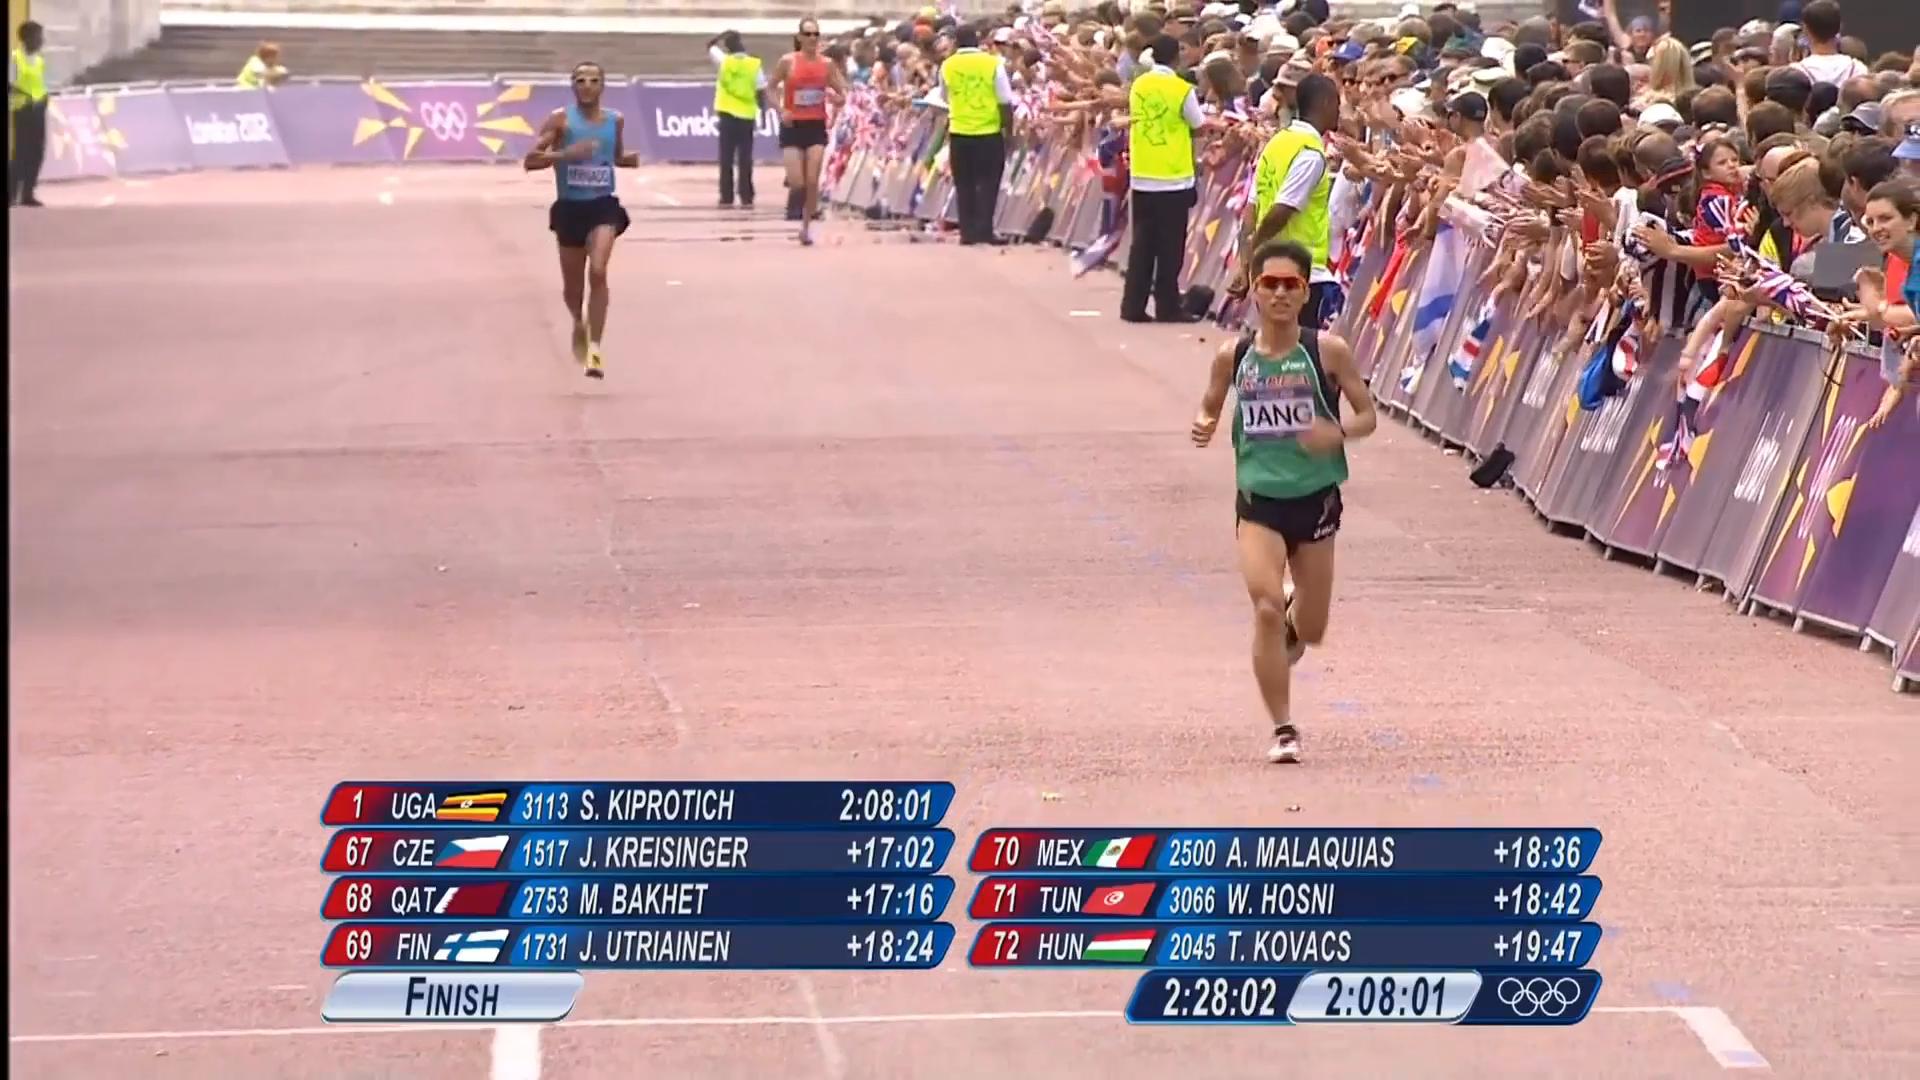 London 2012
JANG
1 UGA 3113 S. KIPROTICH 2:08:01
67 CZE 1517 J. KREISINGER +17:02
68 QAT 2753 M. BAKHET +17:16
69 FIN 1731 J. UTRIAINEN +18:24
70 MEX 2500 A. MALAQUIAS +18:36
71 TUN 3066 W. HOSNI +18:42
72 HUN 2045 T. KOVACS +19:47
FINISH
2:28:02 2:08:01